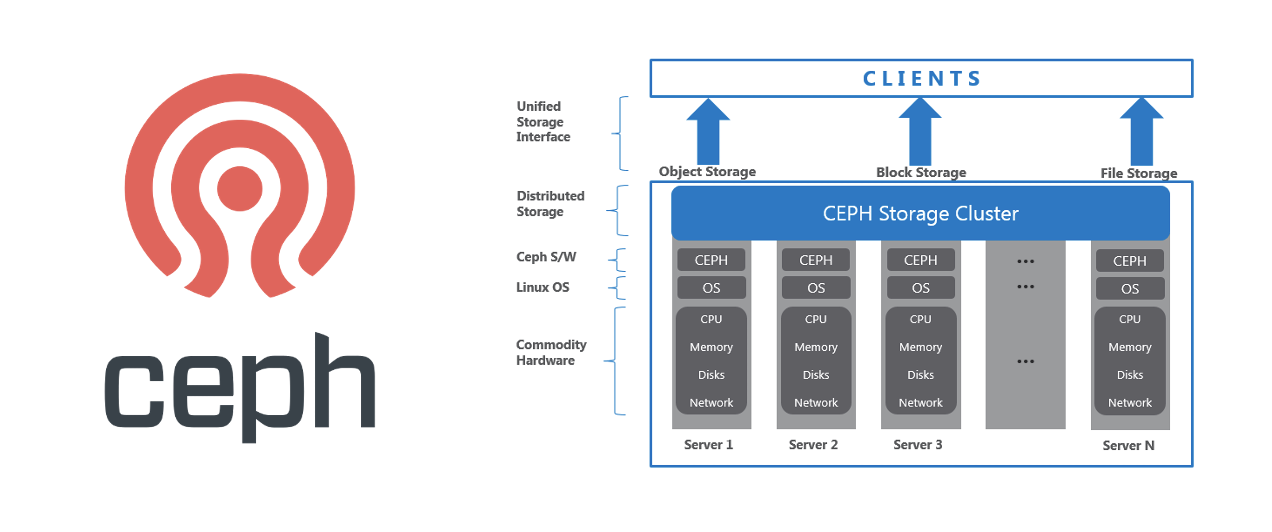 ceph
CLIENTS
Unified
Storage
Interface
Object Storage
Block Storage
File Storage
Distributed
Storage
CEPH Storage Cluster
Ceph S/W
CEPH
CEPH
CEPH
...
CEPH
Linux OS
OS
OS
OS
...
OS
Commodity
Hardware
CPU
Memory
Disks
Network
CPU
Memory
Disks
Network
CPU
Memory
Disks
Network
...
CPU
Memory
Disks
Network
Server 1
Server 2
Server 3
Server N